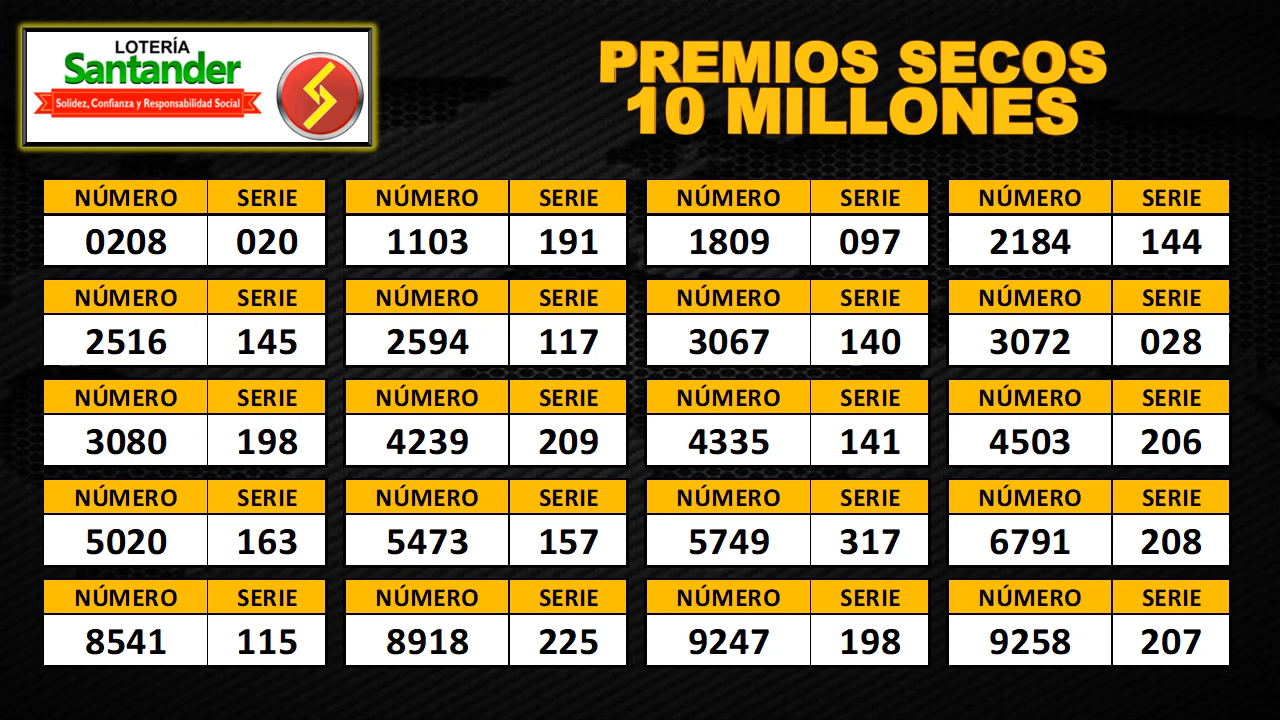 LOTERÍA
Santander
Solidez, Confianza y Responsabilidad Social
PREMIOS SECOS
10 MILLONES
NÚMERO SERIE NÚMERO SERIE NÚMERO SERIE NÚMERO SERIE
0208 020 1103 191 1809 097 2184 144
NÚMERO SERIE NÚMERO SERIE NÚMERO SERIE NÚMERO SERIE
2516 145 2594 117 3067 140 3072 028
NÚMERO SERIE NÚMERO SERIE NÚMERO SERIE NÚMERO SERIE
3080 198 4239 209 4335 141 4503 206
NÚMERO SERIE NÚMERO SERIE NÚMERO SERIE NÚMERO SERIE
5020 163 5473 157 5749 317 6791 208
NÚMERO SERIE NÚMERO SERIE NÚMERO SERIE NÚMERO SERIE
8541 115 8918 225 9247 198 9258 207